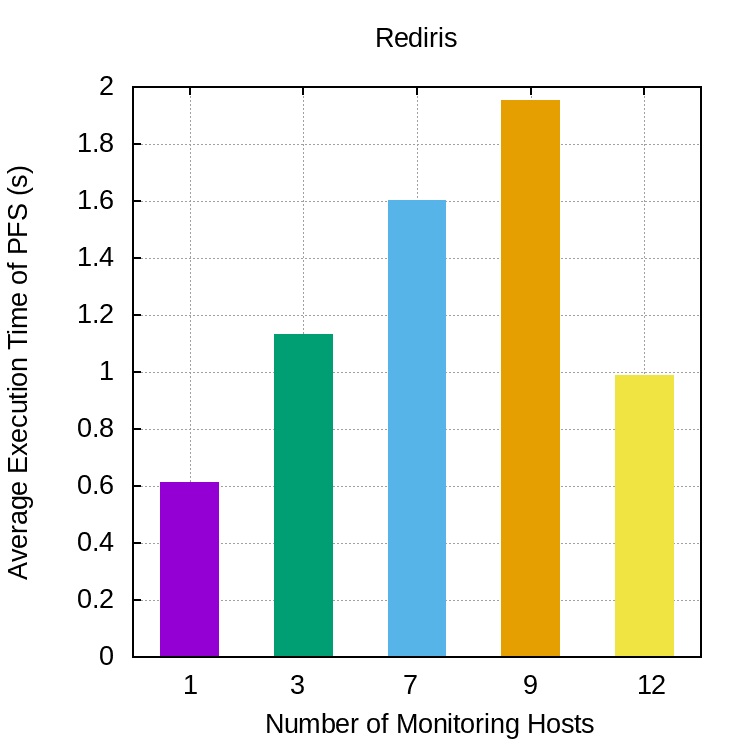 Rediris
2
1.8
1.6
1.4
1.2
1
0.8
0.6
0.4
0.2
0
Average Execution Time of PFS (s)
1 3 7 9 12
Number of Monitoring Hosts